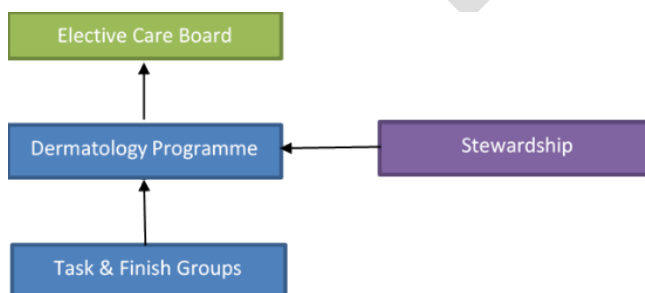 Elective Care Board
Dermatology Programme
Stewardship
Task & Finish Groups